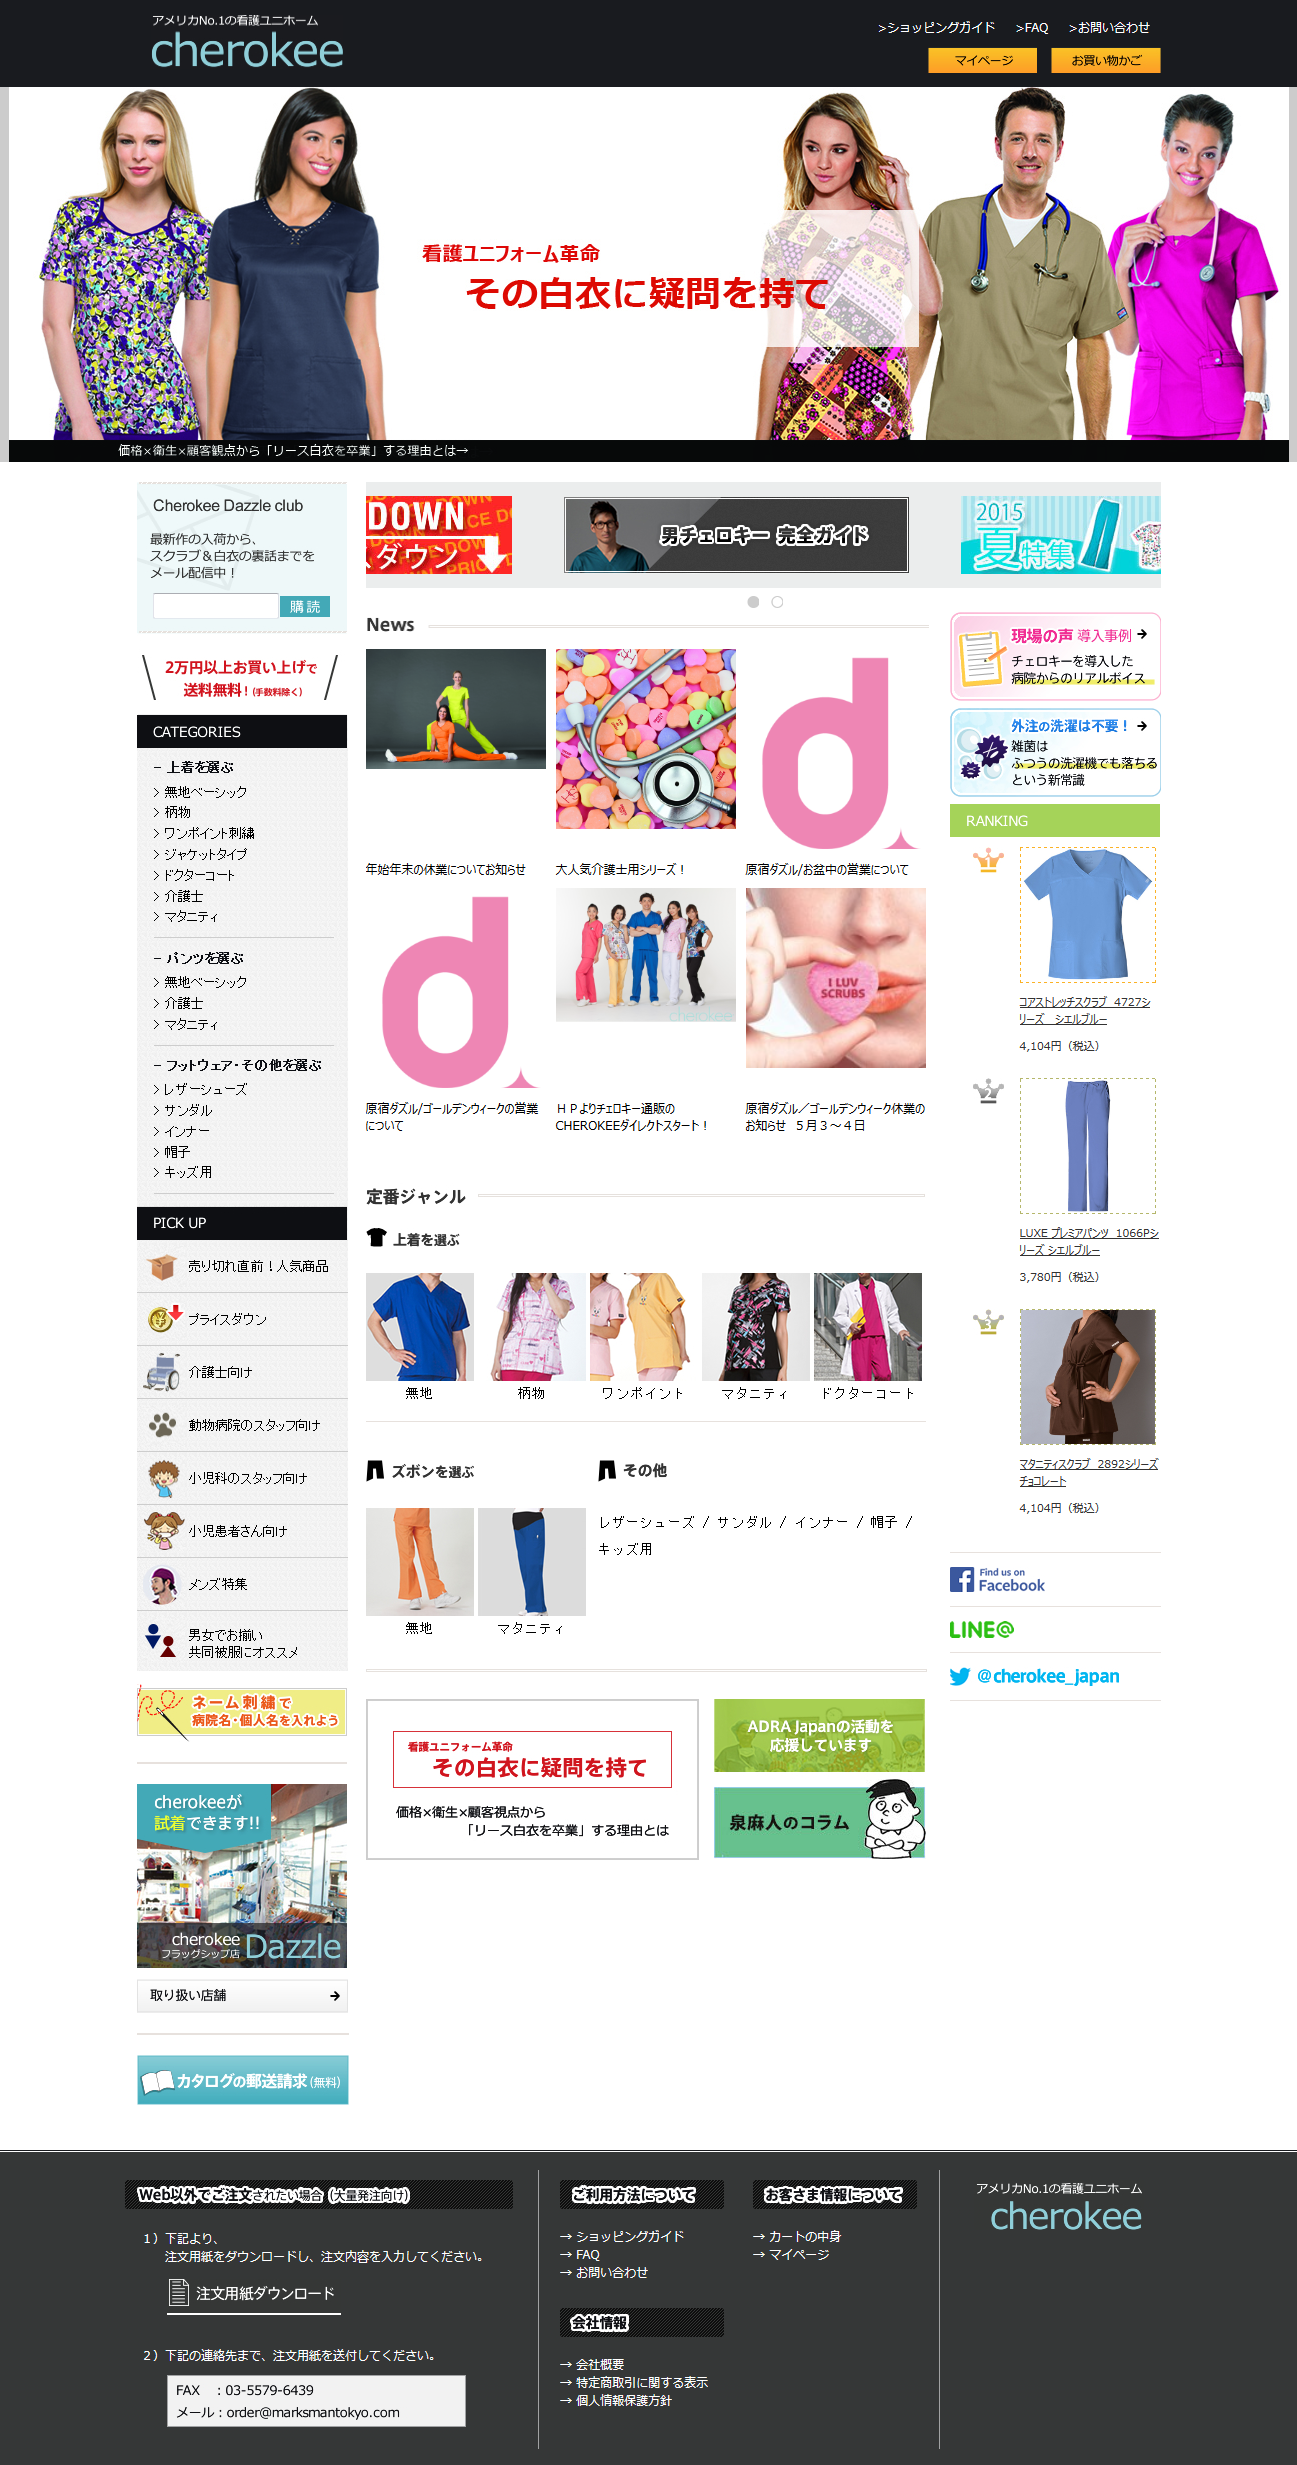 アメリカNo.1の看護ユニホーム
cherokee
>ショッピングガイド >FAQ >お問い合わせ
マイページ お買い物かご
看護ユニフォーム革命
その白衣に疑問を持て
価格×衛生×顧客観点から「リース白衣を卒業」する理由とは→
Cherokee Dazzle club
最新作の入荷から、
スクラブ＆白衣の裏話までを
メール配信中！
購読
2万円以上お買い上げで
送料無料！(手数料除く)
CATEGORIES
− 上着を選ぶ
> 無地ベーシック
> 柄物
> ワンポイント刺繍
> ジャケットタイプ
> ドクターコート
> 介護士
> マタニティ
− パンツを選ぶ
> 無地ベーシック
> 介護士
> マタニティ
− フットウェア・その他を選ぶ
> レザーシューズ
> サンダル
> インナー
> 帽子
> キッズ用
PICK UP
売り切れ直前！人気商品
プライスダウン
介護士向け
動物病院のスタッフ向け
小児科のスタッフ向け
小児患者さん向け
メンズ特集
男女でお揃い
共同被服にオススメ
ネーム刺繍で
病院名・個人名を入れよう
cherokeeが
試着できます!!
cherokee
フラッグシップ店 Dazzle
取り扱い店舗
カタログの郵送請求(無料)
DOWN
ダウン
男チェロキー 完全ガイド
2015
夏特集
News
年始年末の休業についてお知らせ
大人気介護士用シリーズ！
d.
原宿ダズル/お盆中の営業について
d.
原宿ダズル/ゴールデンウィークの営業
について
cherokee
ＨＰよりチェロキー通販の
CHEROKEEダイレクトスタート！
I LUV
SCRUBS
原宿ダズル／ゴールデンウィーク休業の
お知らせ　５月３～４日
定番ジャンル
上着を選ぶ
無地 柄物 ワンポイント マタニティ ドクターコート
ズボンを選ぶ
無地 マタニティ
その他
レザーシューズ / サンダル / インナー / 帽子 /
キッズ用
看護ユニフォーム革命
その白衣に疑問を持て
価格×衛生×顧客視点から
「リース白衣を卒業」する理由とは
ADRA Japanの活動を
応援しています
泉麻人のコラム
現場の声 導入事例
チェロキーを導入した
病院からのリアルボイス
外注の洗濯は不要！
雑菌は
ふつうの洗濯機でも落ちる
という新常識
RANKING
1
コアストレッチスクラブ 4727シ
リーズ　シエルブルー
4,104円（税込）
2
LUXE プレミアパンツ 1066Pシ
リーズ シエルブルー
3,780円（税込）
3
マタニティスクラブ 2892シリーズ
チョコレート
4,104円（税込）
Find us on
Facebook
LINE@
@cherokee_japan
Web以外でご注文されたい場合（大量発注向け）
1）下記より、
注文用紙をダウンロードし、注文内容を入力してください。
注文用紙ダウンロード
2）下記の連絡先まで、注文用紙を送付してください。
FAX　：03-5579-6439
メール：order@marksmantokyo.com
ご利用方法について
→ ショッピングガイド
→ FAQ
→ お問い合わせ
会社情報
→ 会社概要
→ 特定商取引に関する表示
→ 個人情報保護方針
お客さま情報について
→ カートの中身
→ マイページ
アメリカNo.1の看護ユニホーム
cherokee